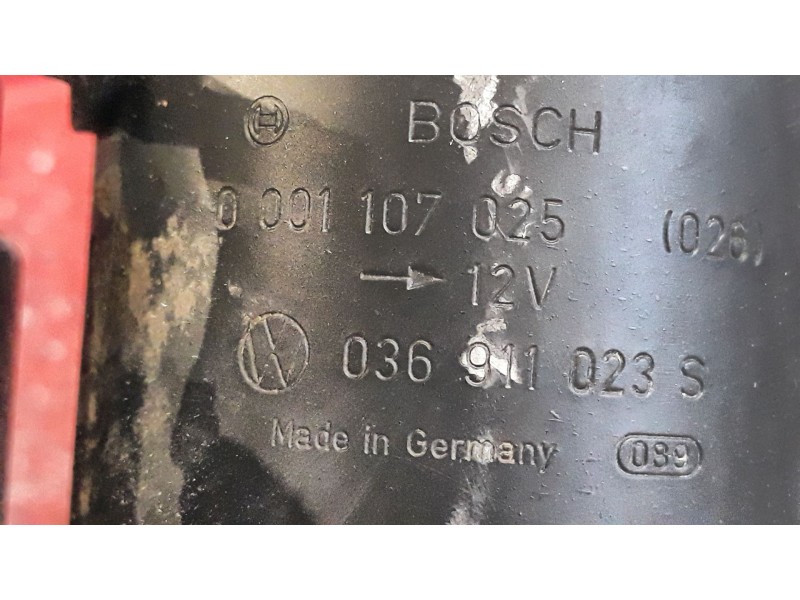 BOSCH
0 001 107 025 (026)
→ 12V
036 911 023 S
Made in Germany 089